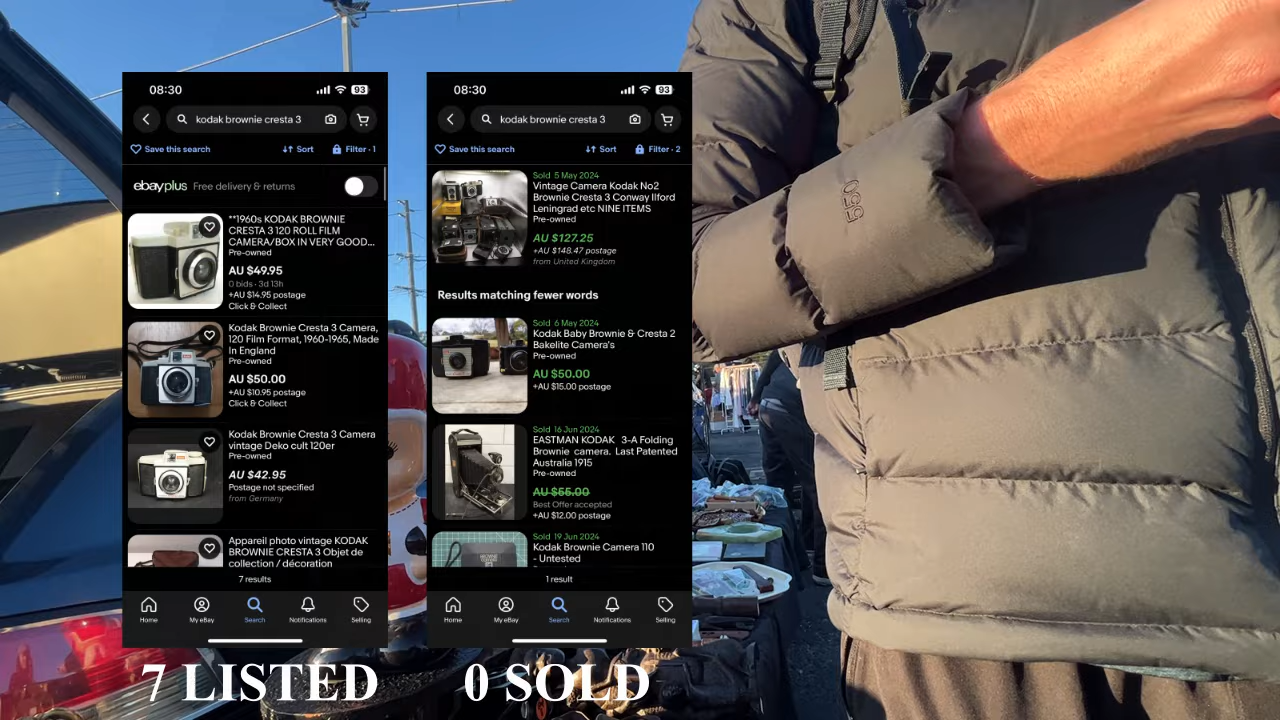 08:30
93
kodak brownie cresta 3
Save this search
Sort
Filter · 1
ebayplus Free delivery & returns
**1960s KODAK BROWNIE
CRESTA 3 120 ROLL FILM
CAMERA/BOX IN VERY GOOD...
Pre-owned
AU $49.95
0 bids · 3d 13h
+AU $14.95 postage
Click & Collect
Kodak Brownie Cresta 3 Camera,
120 Film Format, 1960-1965, Made
In England
Pre-owned
AU $50.00
+AU $10.95 postage
Click & Collect
Kodak Brownie Cresta 3 Camera
vintage Deko cult 120er
Pre-owned
AU $42.95
Postage not specified
from Germany
Appareil photo vintage KODAK
BROWNIE CRESTA 3 Objet de
collection / décoration
7 results
Home
My eBay
Search
Notifications
Selling
7 LISTED
08:30
93
kodak brownie cresta 3
Save this search
Sort
Filter · 2
Sold 5 May 2024
Vintage Camera Kodak No2
Brownie Cresta 3 Conway Ilford
Leningrad etc NINE ITEMS
Pre-owned
AU $127.25
+AU $148.47 postage
from United Kingdom
Results matching fewer words
Sold 6 May 2024
Kodak Baby Brownie & Cresta 2
Bakelite Camera's
Pre-owned
AU $50.00
+AU $15.00 postage
Sold 16 Jun 2024
EASTMAN KODAK 3-A Folding
Brownie camera. Last Patented
Australia 1915
Pre-owned
AU $55.00
Best Offer accepted
+AU $12.00 postage
Sold 19 Jun 2024
Kodak Brownie Camera 110
- Untested
1 result
Home
My eBay
Search
Notifications
Selling
0 SOLD
550